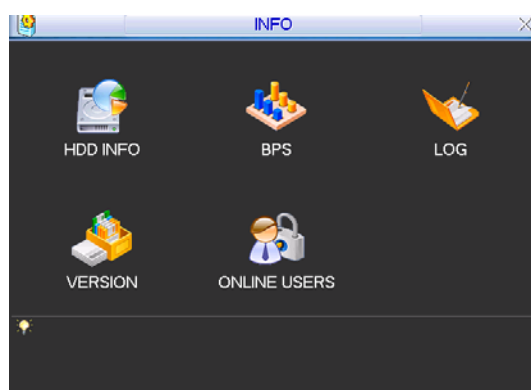 INFO
HDD INFO
BPS
LOG
VERSION
ONLINE USERS